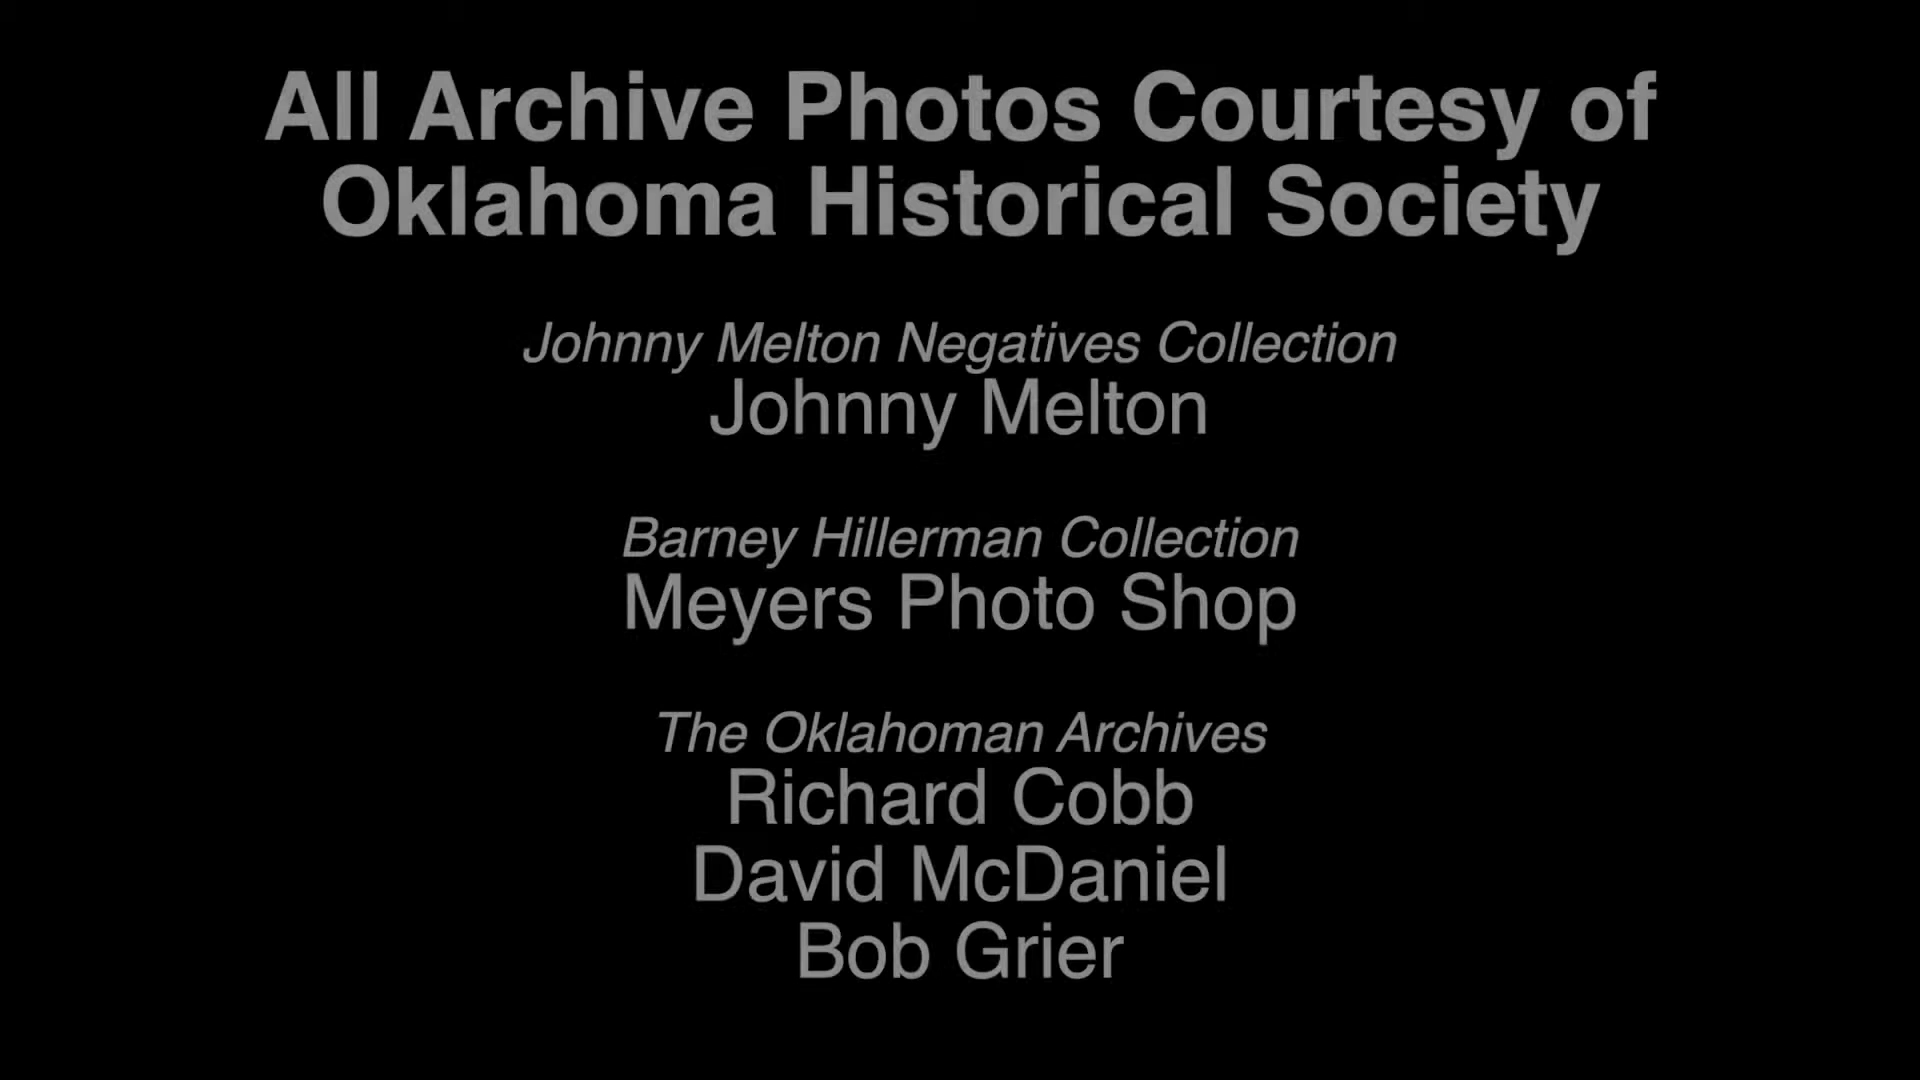 All Archive Photos Courtesy of
Oklahoma Historical Society
Johnny Melton Negatives Collection
Johnny Melton
Barney Hillerman Collection
Meyers Photo Shop
The Oklahoman Archives
Richard Cobb
David McDaniel
Bob Grier